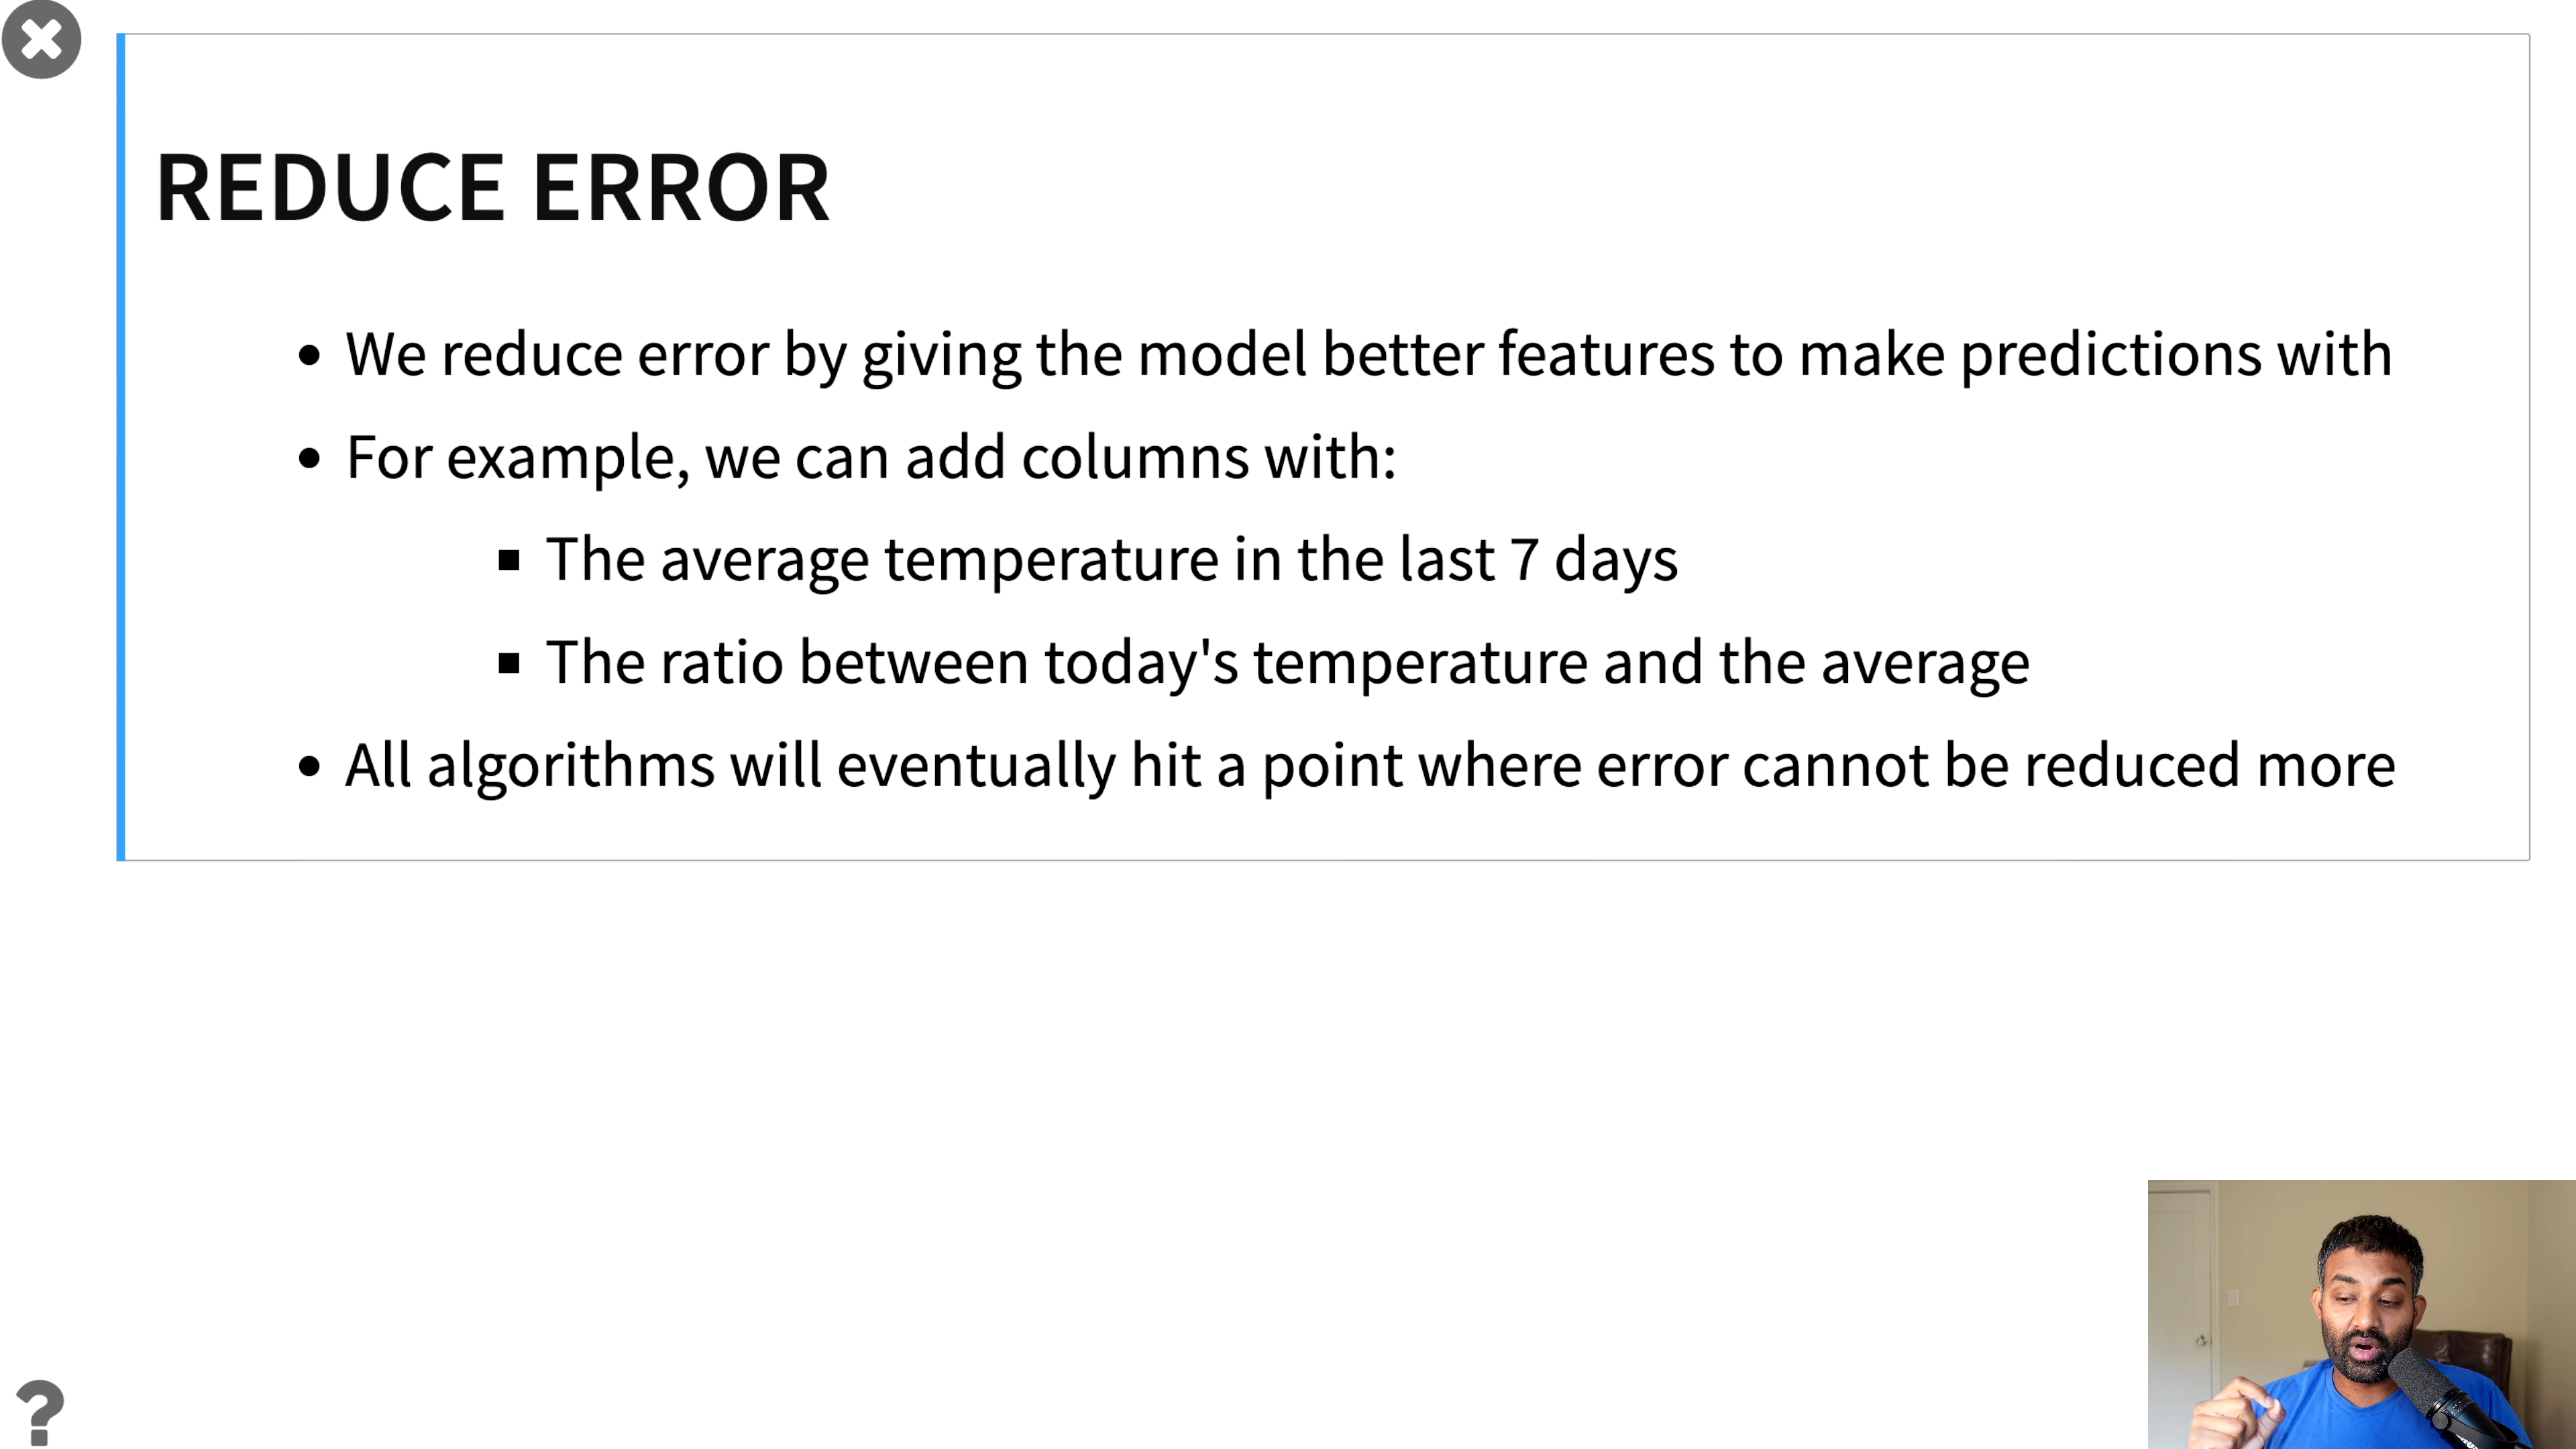 REDUCE ERROR
We reduce error by giving the model better features to make predictions with
For example, we can add columns with:
The average temperature in the last 7 days
The ratio between today's temperature and the average
All algorithms will eventually hit a point where error cannot be reduced more
?